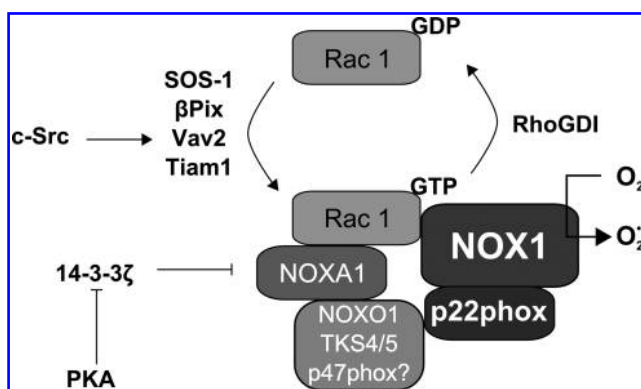 GDP
Rac 1
SOS-1
βPix
Vav2
Tiam1
c-Src
RhoGDI
GTP
Rac 1
O₂
NOX1
O₂⁻
NOXA1
14-3-3ζ
p22phox
NOXO1
TKS4/5
p47phox?
PKA